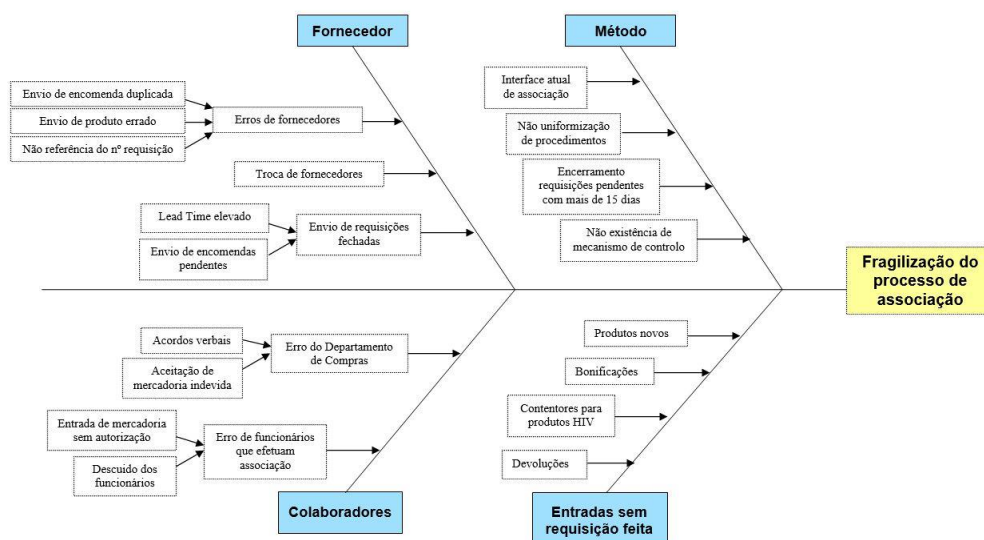 Fornecedor
Método
Envio de encomenda duplicada
Envio de produto errado
Não referência do nº requisição
Erros de fornecedores
Troca de fornecedores
Lead Time elevado
Envio de encomendas
pendentes
Envio de requisições
fechadas
Interface atual
de associação
Não uniformização
de procedimentos
Encerramento
requisições pendentes
com mais de 15 dias
Não existência de
mecanismo de controlo
Fragilização do
processo de
associação
Acordos verbais
Aceitação de
mercadoria indevida
Erro do Departamento
de Compras
Entrada de mercadoria
sem autorização
Descuido dos
funcionários
Erro de funcionários
que efetuam
associação
Produtos novos
Bonificações
Contentores para
produtos HIV
Devoluções
Colaboradores
Entradas sem
requisição feita